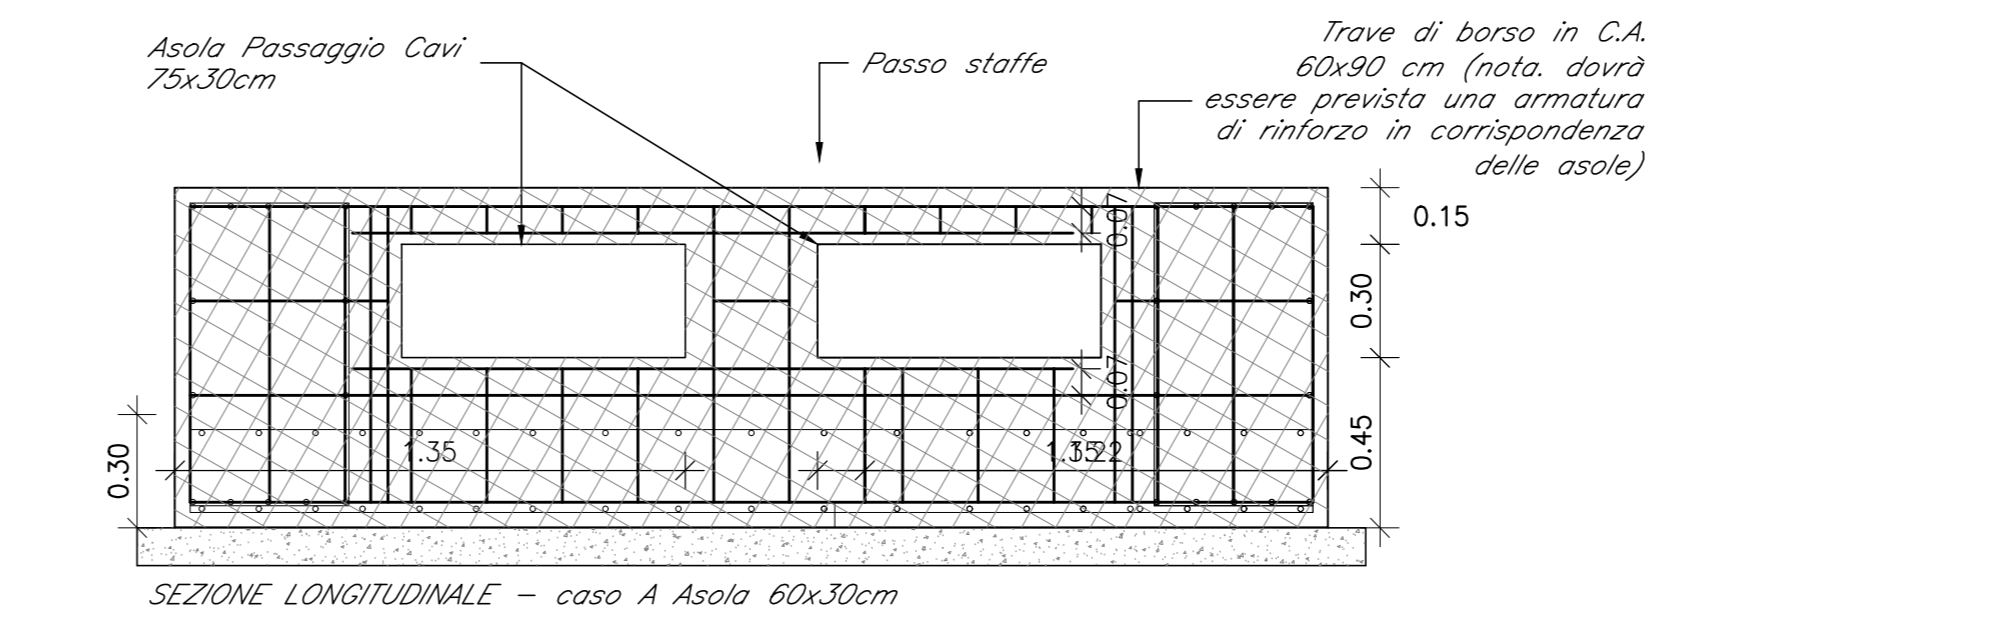 Asola Passaggio Cavi
75x30cm
Passo staffe
Trave di borso in C.A.
60x90 cm (nota. dovrà
essere prevista una armatura
di rinforzo in corrispondenza
delle asole)
0.07
0.15
0.30
0.07
0.45
0.30
1.35
1.35
SEZIONE LONGITUDINALE – caso A Asola 60x30cm